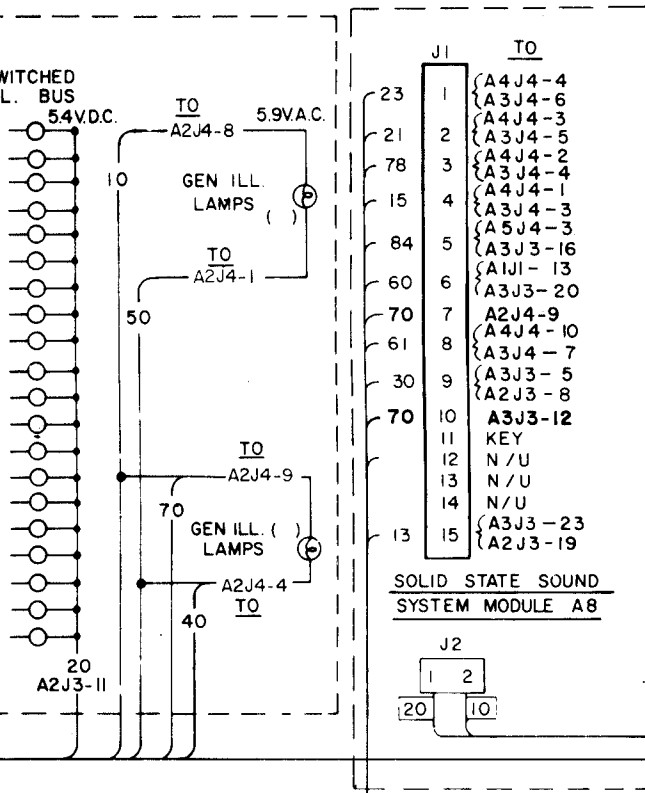 WITCHED
L. BUS
5.4V.D.C.
20
A2J3-11
TO
A2J4-8
5.9V.A.C.
10
GEN ILL.
LAMPS
( )
TO
A2J4-1
50
TO
A2J4-9
70
GEN ILL. ( )
LAMPS
A2J4-4
TO
40
J1 TO
23 1 A4J4-4
A3J4-6
21 2 A4J4-3
A3J4-5
78 3 A4J4-2
A3J4-4
15 4 A4J4-1
A3J4-3
84 5 A5J4-3
A3J3-16
60 6 A1J1-13
A3J3-20
70 7 A2J4-9
61 8 A4J4-10
A3J4-7
30 9 A3J3-5
A2J3-8
70 10 A3J3-12
11 KEY
12 N/U
13 N/U
14 N/U
13 15 A3J3-23
A2J3-19
SOLID STATE SOUND
SYSTEM MODULE A8
J2
1 2
20 10